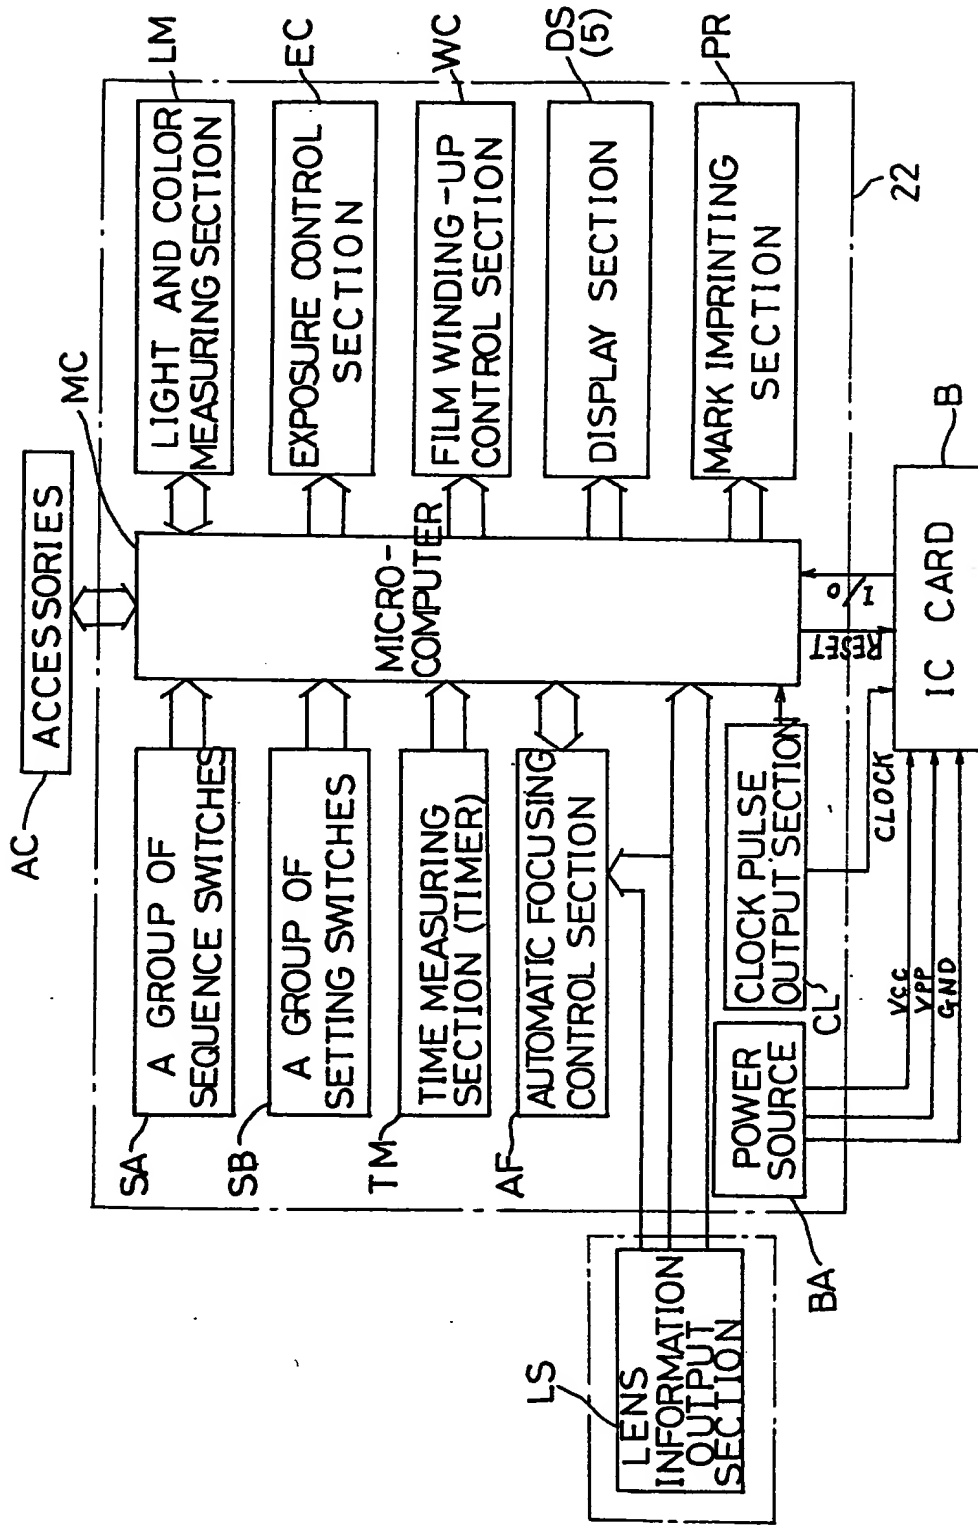 AC
ACCESSORIES
MC
SA
A GROUP OF
SEQUENCE SWITCHES
SB
A GROUP OF
SETTING SWITCHES
TM
TIME MEASURING
SECTION (TIMER)
AF
AUTOMATIC FOCUSING
CONTROL SECTION
MICRO-
COMPUTER
LIGHT AND COLOR
MEASURING SECTION
LM
EXPOSURE CONTROL
SECTION
EC
FILM WINDING-UP
CONTROL SECTION
WC
DISPLAY SECTION
DS
(5)
MARK IMPRINTING
SECTION
PR
22
LS
LENS
INFORMATION
OUTPUT
SECTION
POWER
SOURCE
BA
CLOCK PULSE
OUTPUT SECTION
CL
VCC
VPP
GND
CLOCK
RESET
I/O
IC CARD
B